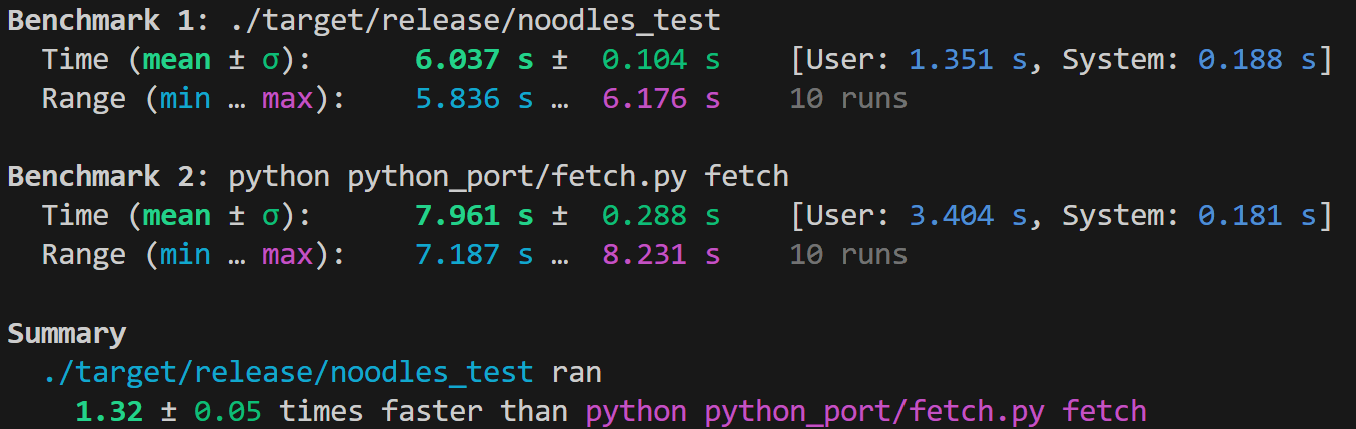 Benchmark 1: ./target/release/noodles_test
  Time (mean ± σ):      6.037 s ±  0.104 s    [User: 1.351 s, System: 0.188 s]
  Range (min … max):    5.836 s …  6.176 s    10 runs

Benchmark 2: python python_port/fetch.py fetch
  Time (mean ± σ):      7.961 s ±  0.288 s    [User: 3.404 s, System: 0.181 s]
  Range (min … max):    7.187 s …  8.231 s    10 runs

Summary
  ./target/release/noodles_test ran
    1.32 ± 0.05 times faster than python python_port/fetch.py fetch